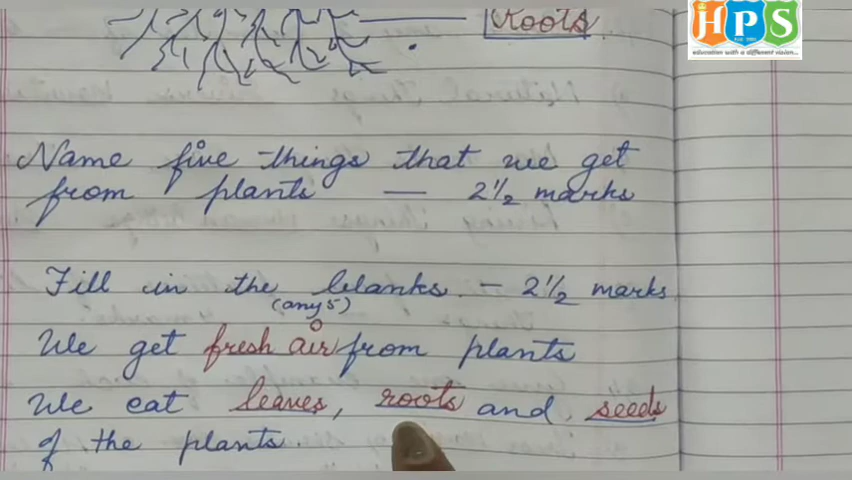 Roots
HPS
education with a different vision...
Name five things that we get
from plants — 2½ marks
Fill in the blanks. – 2½ marks
(any 5)
We get fresh air from plants
We eat leaves, roots and seeds
of the plants.